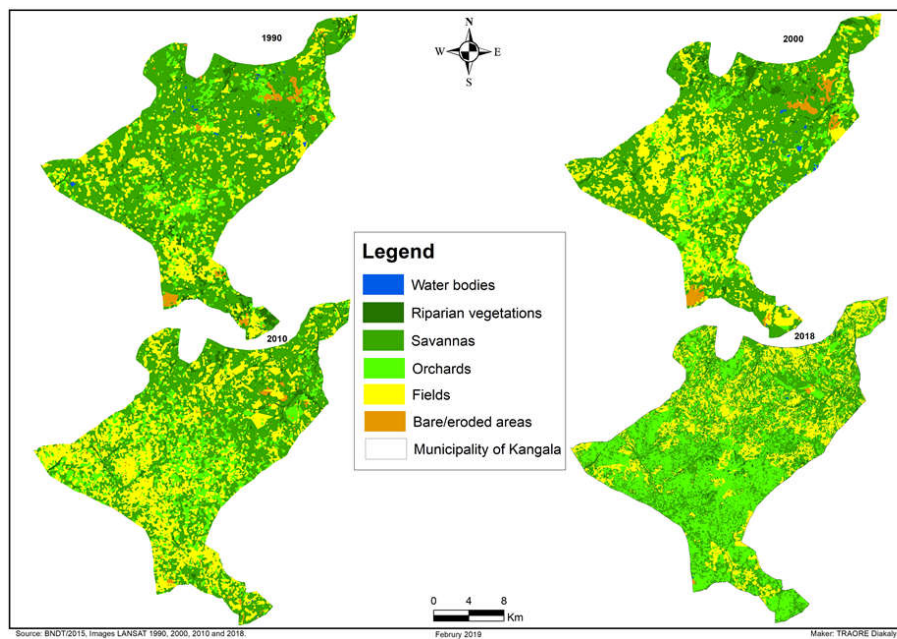 1990
N
W E
S
2000
Legend
Water bodies
Riparian vegetations
Savannas
Orchards
Fields
Bare/eroded areas
Municipality of Kangala
2010
2018
0 4 8
Km
Source: BNDT/2015, Images LANSAT 1990, 2000, 2010 and 2018.
Februry 2019
Maker: TRAORE Diakaly